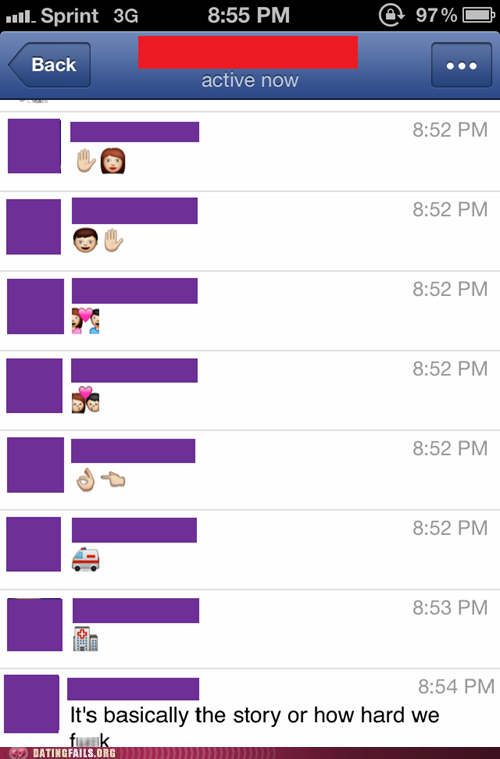 Sprint 3G 8:55 PM 97%
Back
active now
8:52 PM
8:52 PM
8:52 PM
8:52 PM
8:52 PM
8:52 PM
8:53 PM
8:54 PM
It's basically the story or how hard we
DATINGFAILS.ORG